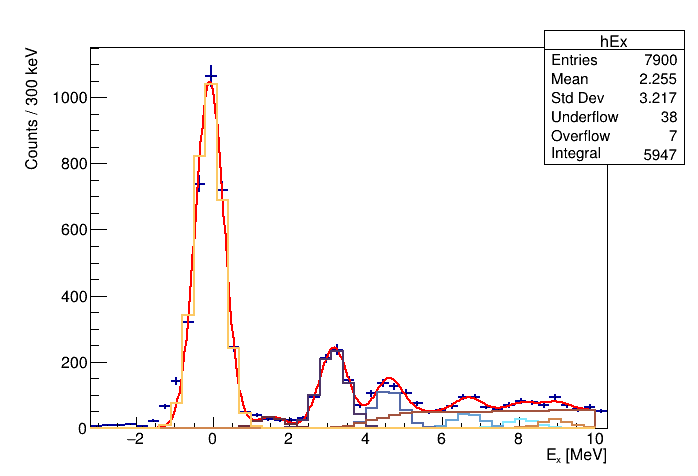 hEx
Entries 7900
Mean 2.255
Std Dev 3.217
Underflow 38
Overflow 7
Integral 5947
Counts / 300 keV
1000
800
600
400
200
0
−2 0 2 4 6 8 10
Eₓ [MeV]